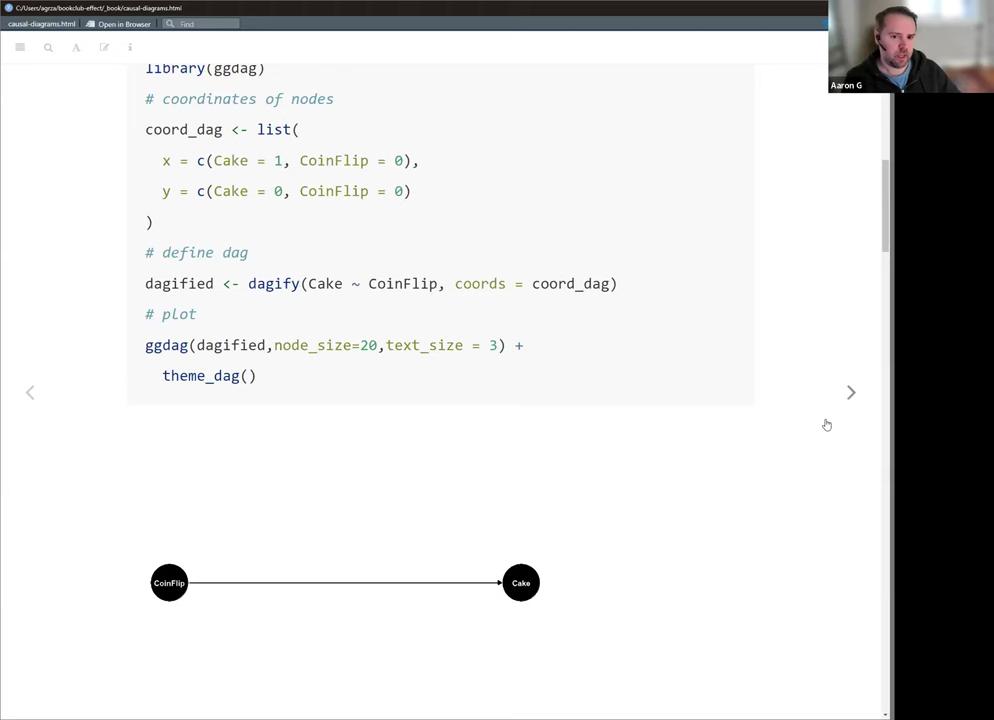 C:/Users/agrza/bookclub-effect/_book/causal-diagrams.html
causal-diagrams.html
Open in Browser
Find
library(ggdag)
# coordinates of nodes
coord_dag <- list(
x = c(Cake = 1, CoinFlip = 0),
y = c(Cake = 0, CoinFlip = 0)
)
# define dag
dagified <- dagify(Cake ~ CoinFlip, coords = coord_dag)
# plot
ggdag(dagified,node_size=20,text_size = 3) +
theme_dag()
CoinFlip
Cake
Aaron G